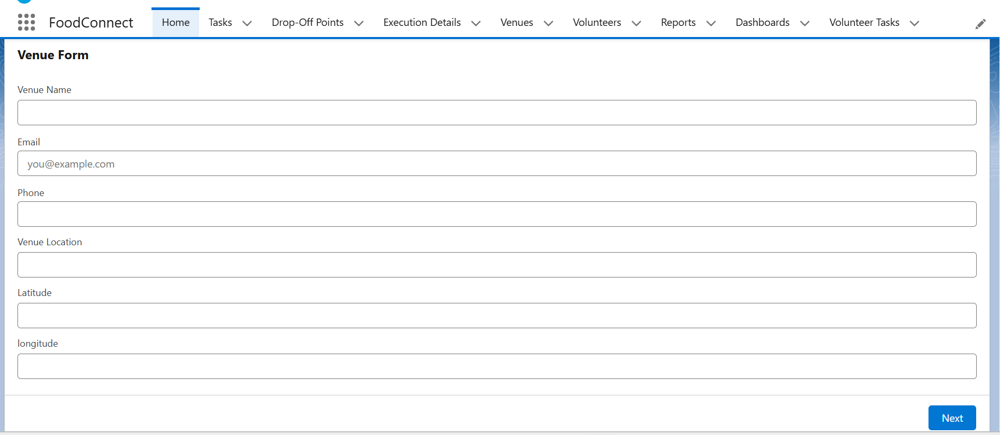 FoodConnect Home Tasks Drop-Off Points Execution Details Venues Volunteers Reports Dashboards Volunteer Tasks
Venue Form
Venue Name
Email
you@example.com
Phone
Venue Location
Latitude
longitude
Next